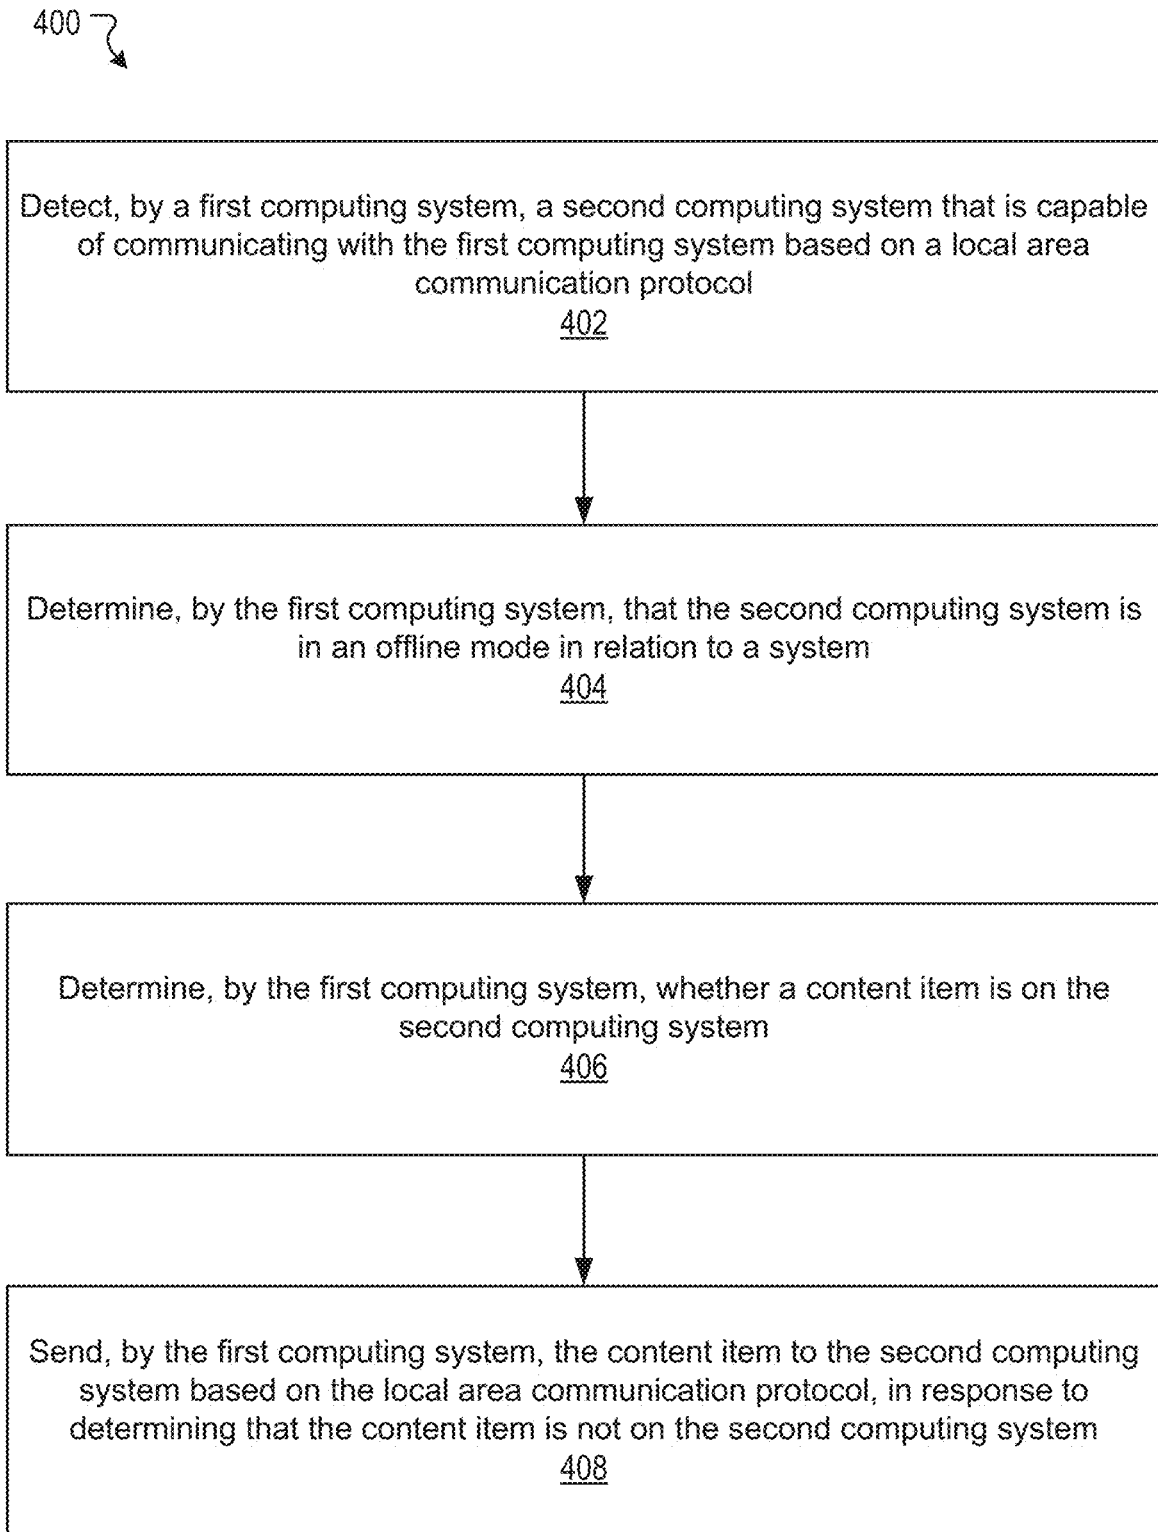 400
Detect, by a first computing system, a second computing system that is capable
of communicating with the first computing system based on a local area
communication protocol
402
Determine, by the first computing system, that the second computing system is
in an offline mode in relation to a system
404
Determine, by the first computing system, whether a content item is on the
second computing system
406
Send, by the first computing system, the content item to the second computing
system based on the local area communication protocol, in response to
determining that the content item is not on the second computing system
408